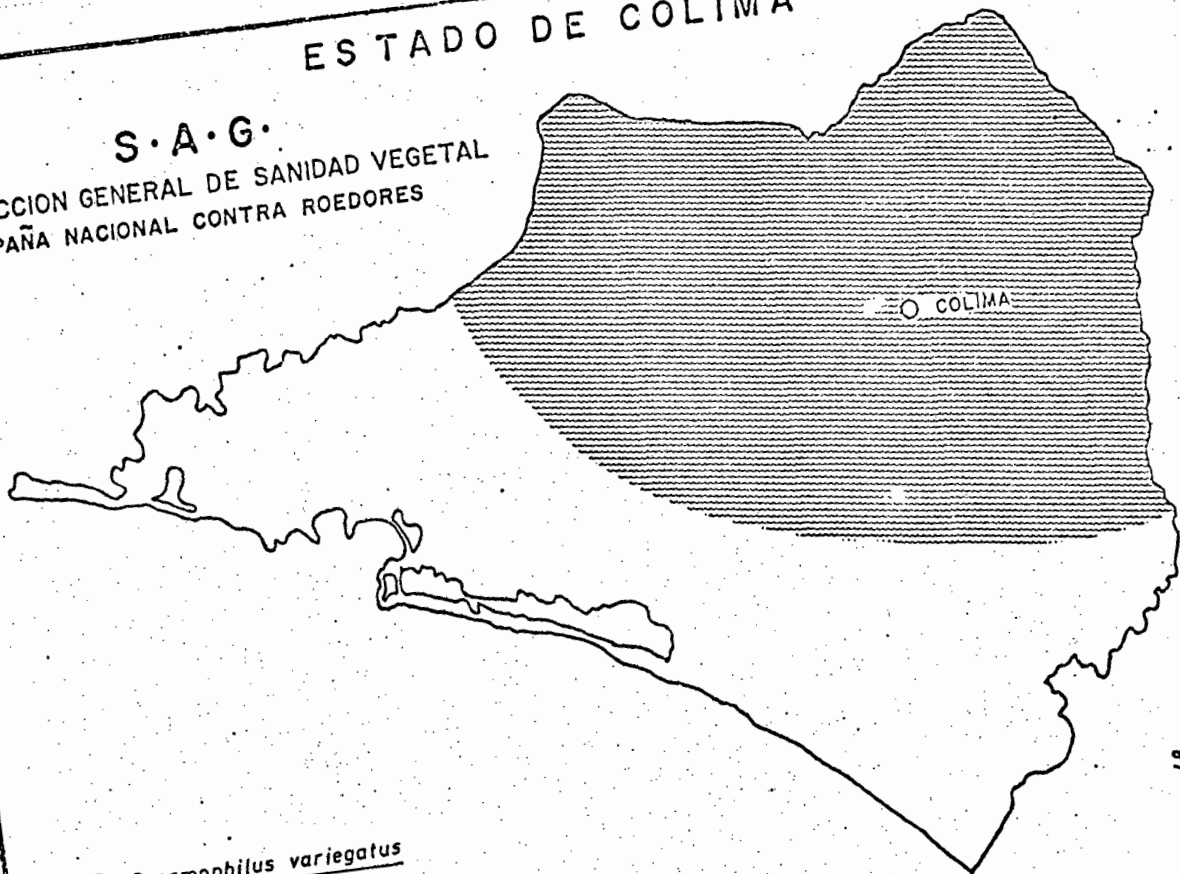 ESTADO DE COLIMA
S·A·G·
CCION GENERAL DE SANIDAD VEGETAL
PAÑA NACIONAL CONTRA ROEDORES
COLIMA
variegatus